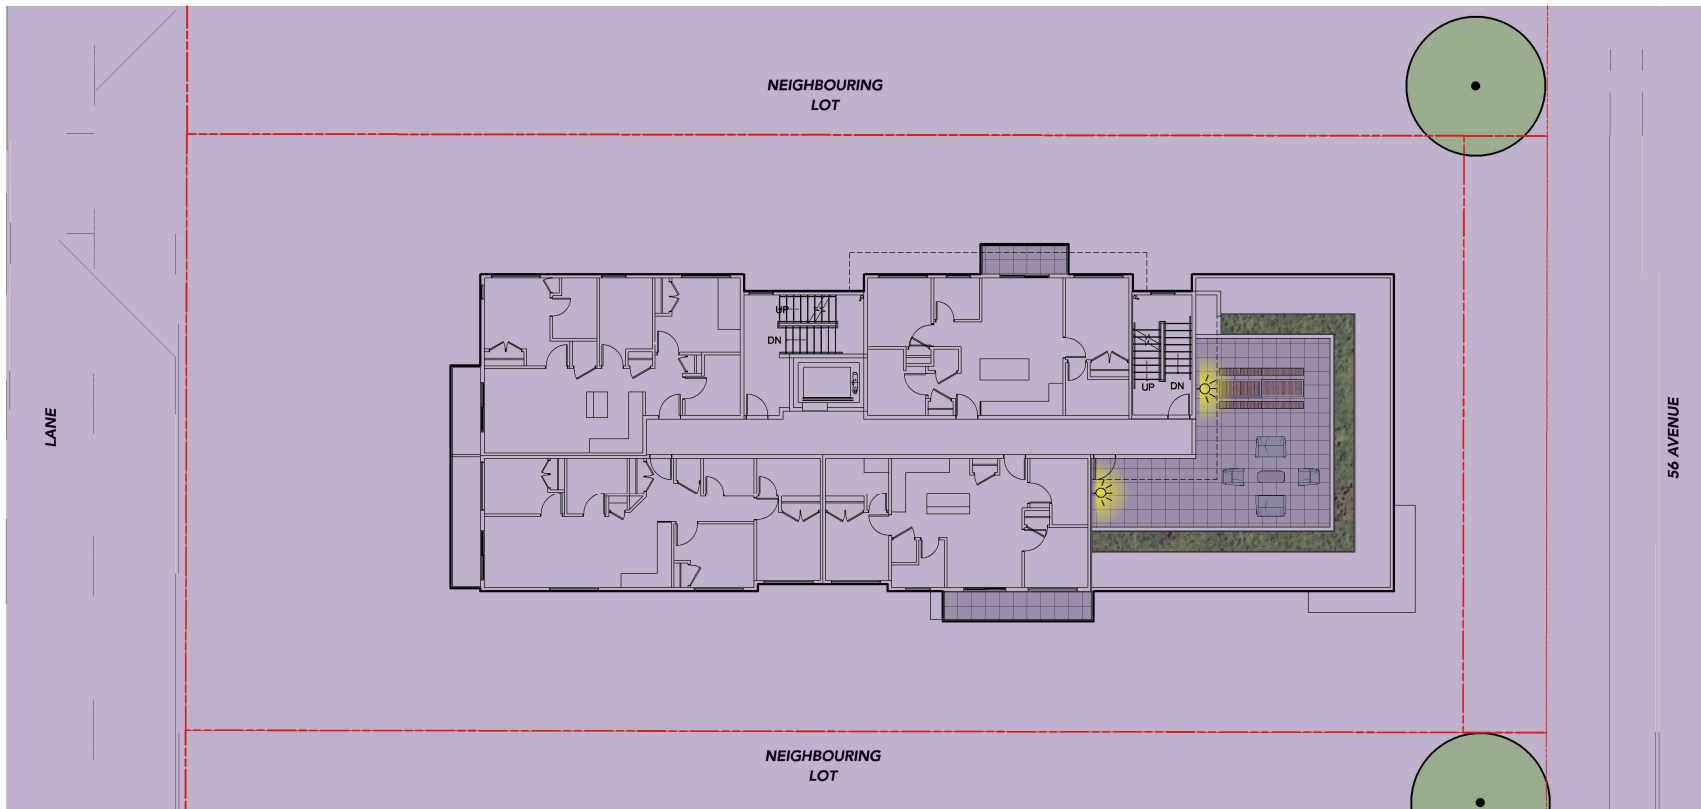 NEIGHBOURING
LOT
UP
DN
UP
DN
LANE
56 AVENUE
NEIGHBOURING
LOT